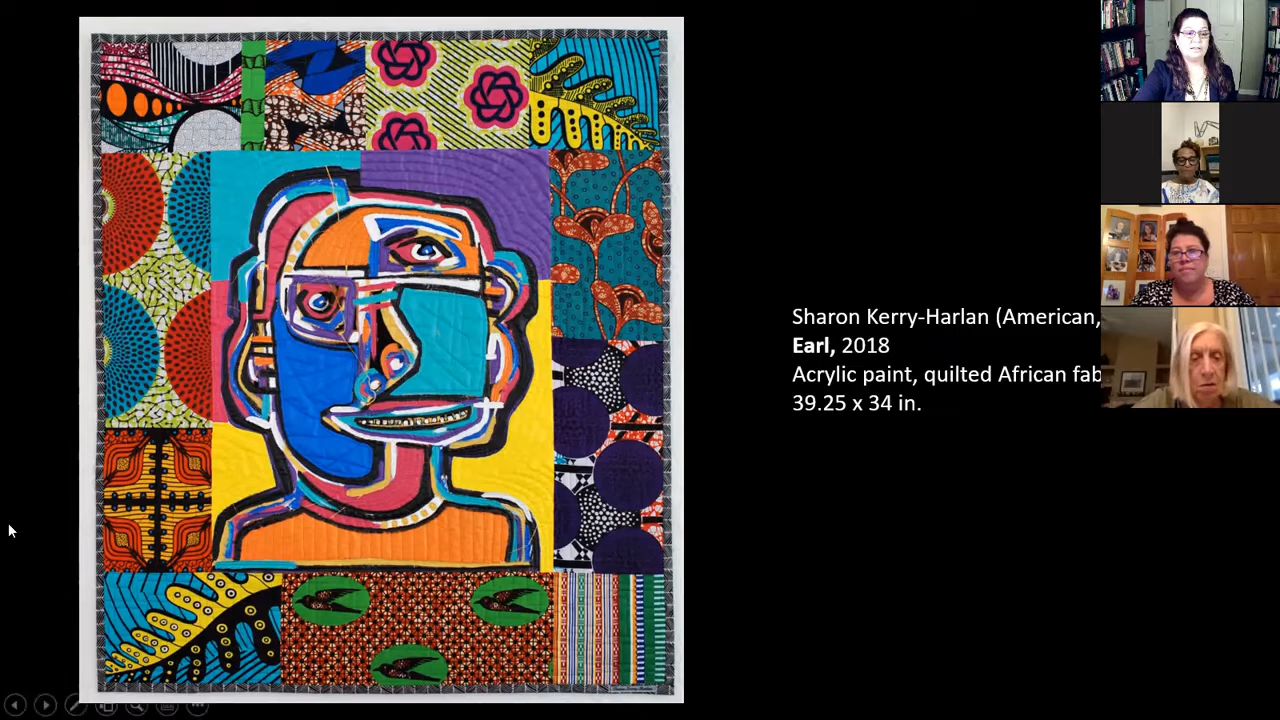 Sharon Kerry-Harlan (American,
Earl, 2018
Acrylic paint, quilted African fab
39.25 x 34 in.